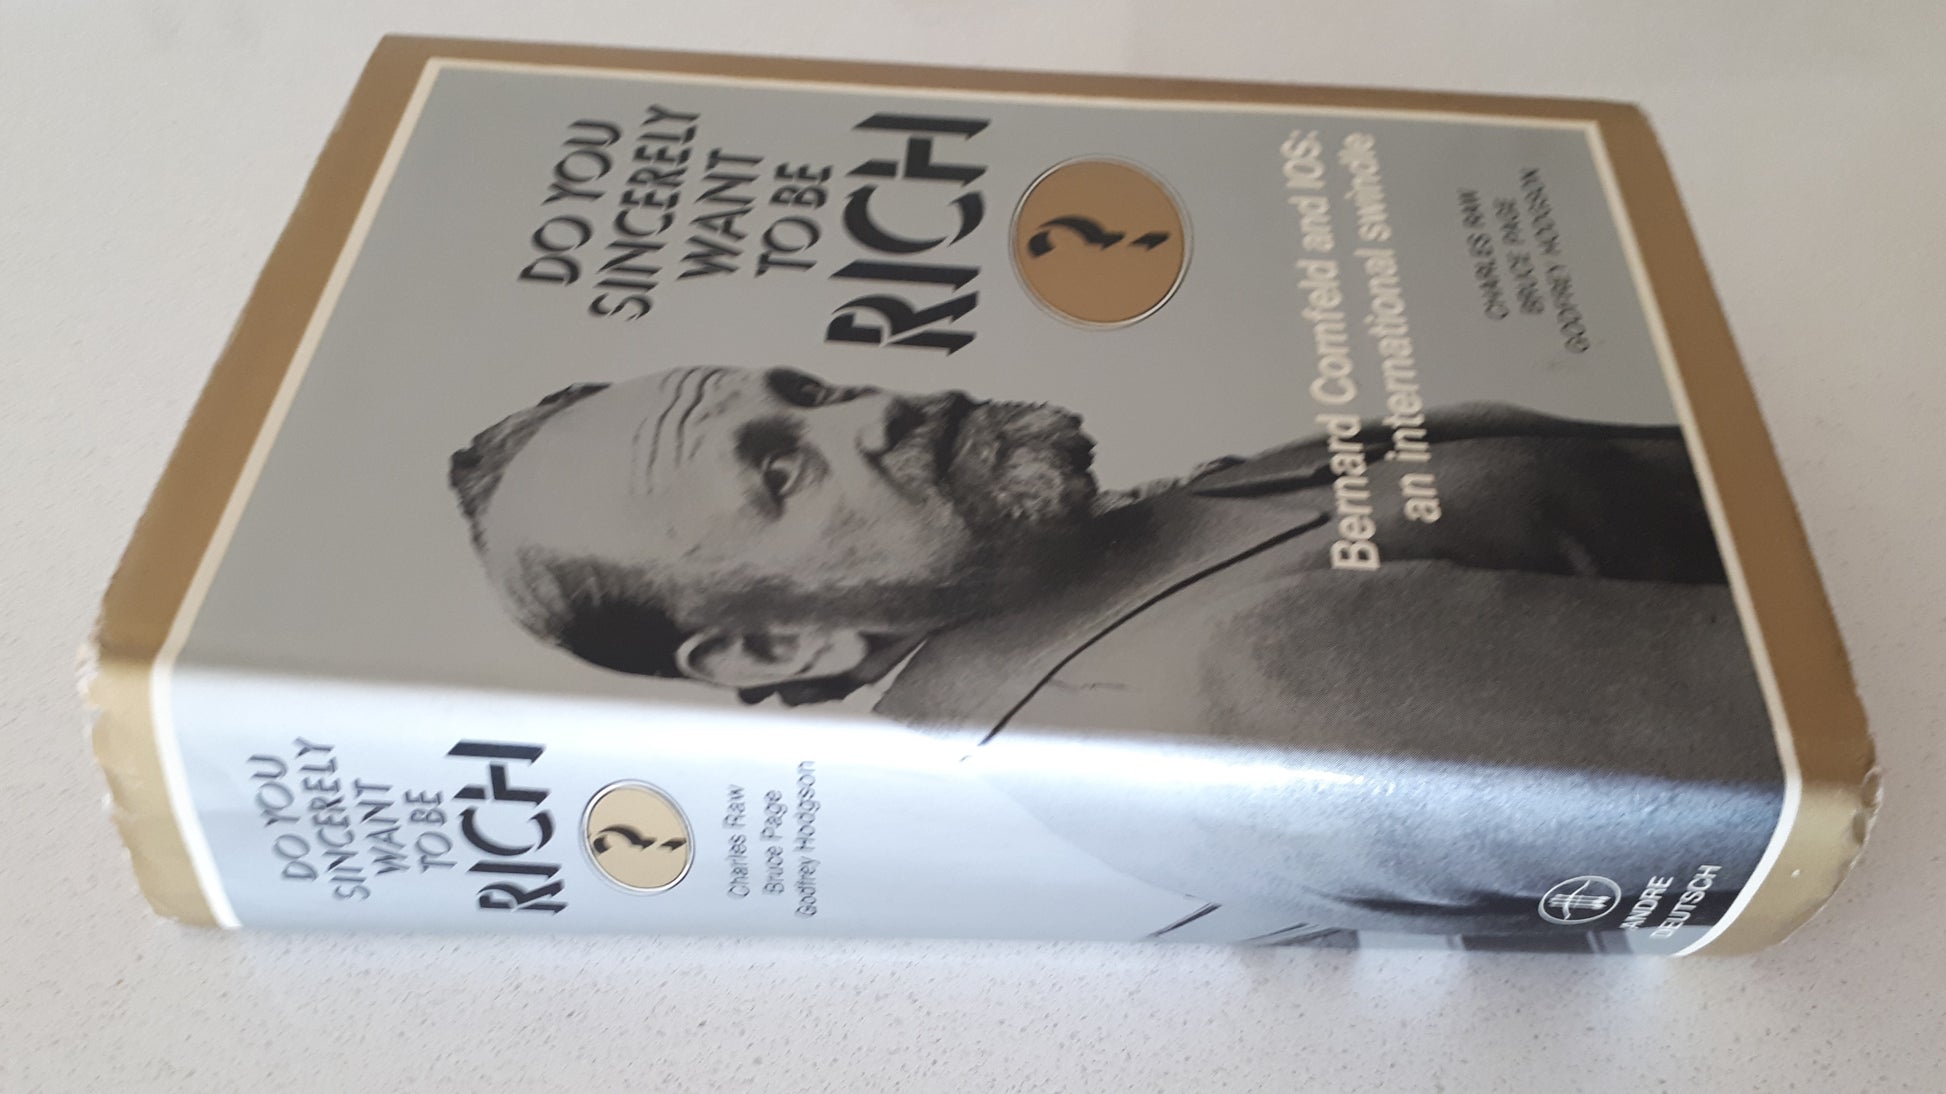 DO YOU
SINCERELY
WANT
TO BE
RICH
?
Bernard Cornfeld and IOS:
an international swindle
CHARLES RAW
BRUCE PAGE
GODFREY HODGSON
DO YOU
SINCERELY
WANT
TO BE
RICH
?
Charles Raw
Bruce Page
Godfrey Hodgson
ANDRE
DEUTSCH